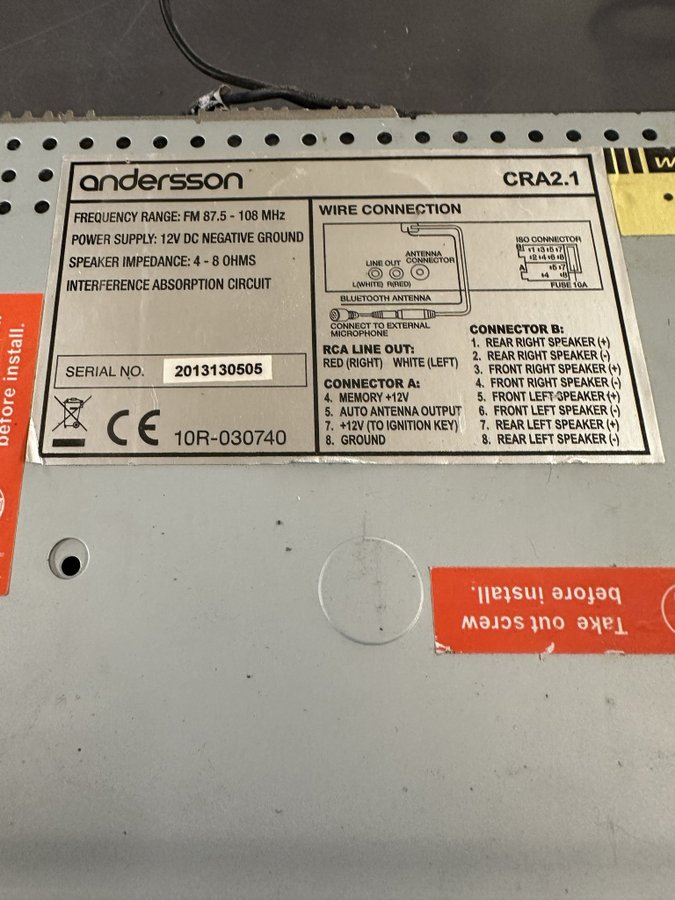 andersson
CRA2.1
FREQUENCY RANGE: FM 87.5 - 108 MHz
POWER SUPPLY: 12V DC NEGATIVE GROUND
SPEAKER IMPEDANCE: 4 - 8 OHMS
INTERFERENCE ABSORPTION CIRCUIT
SERIAL NO. 2013130505
CE 10R-030740
WIRE CONNECTION
LINE OUT
L(WHITE) R(RED)
ANTENNA
CONNECTOR
ISO CONNECTOR
B
A
FUSE 10A
BLUETOOTH ANTENNA
CONNECT TO EXTERNAL
MICROPHONE
RCA LINE OUT:
RED (RIGHT) WHITE (LEFT)
CONNECTOR A:
4. MEMORY +12V
5. AUTO ANTENNA OUTPUT
7. +12V (TO IGNITION KEY)
8. GROUND
CONNECTOR B:
1. REAR RIGHT SPEAKER (+)
2. REAR RIGHT SPEAKER (-)
3. FRONT RIGHT SPEAKER (+)
4. FRONT RIGHT SPEAKER (-)
5. FRONT LEFT SPEAKER (+)
6. FRONT LEFT SPEAKER (-)
7. REAR LEFT SPEAKER (+)
8. REAR LEFT SPEAKER (-)
before install.
Take out screw
before install.